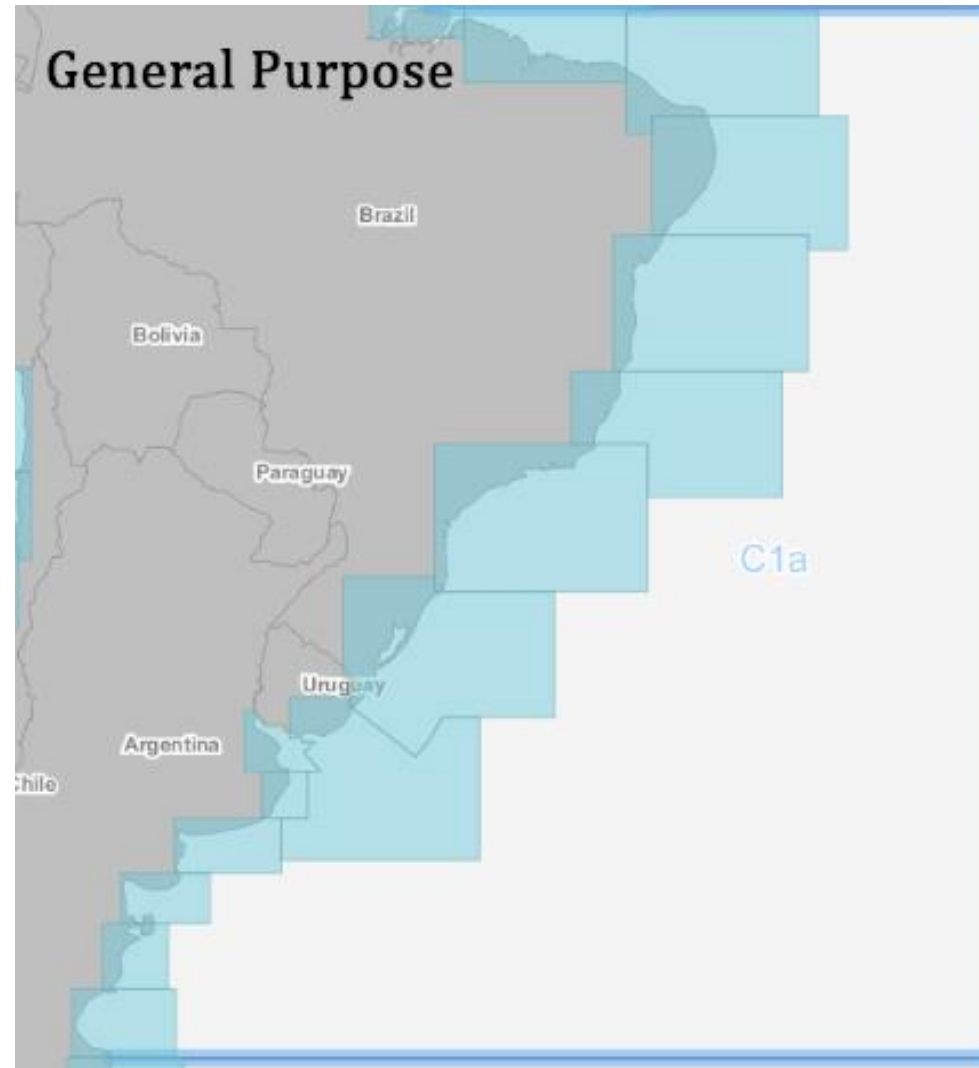 General Purpose
Brazil
Bolivia
Paraguay
C1a
Uruguay
Argentina
Chile